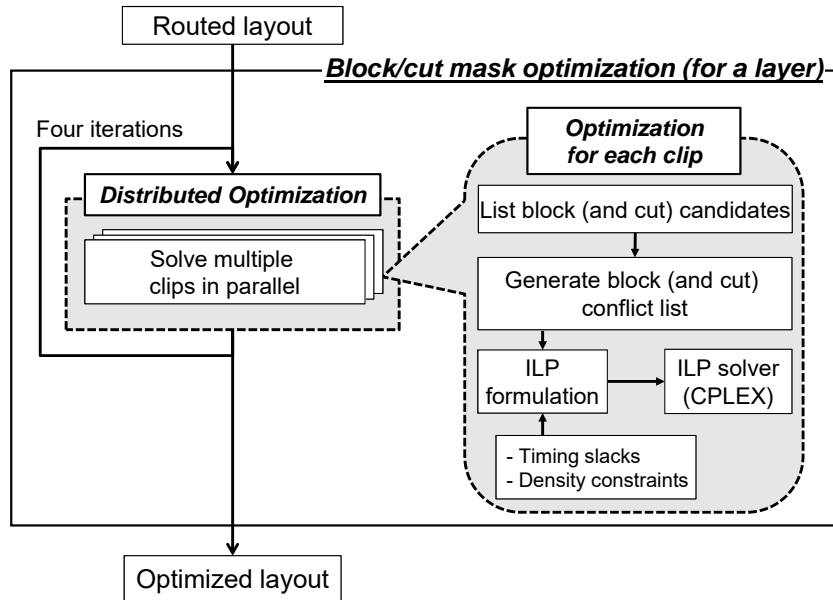 Routed layout
Block/cut mask optimization (for a layer)
Four iterations
Distributed Optimization
Solve multiple
clips in parallel
Optimization
for each clip
List block (and cut) candidates
Generate block (and cut)
conflict list
ILP
formulation
ILP solver
(CPLEX)
- Timing slacks
- Density constraints
Optimized layout